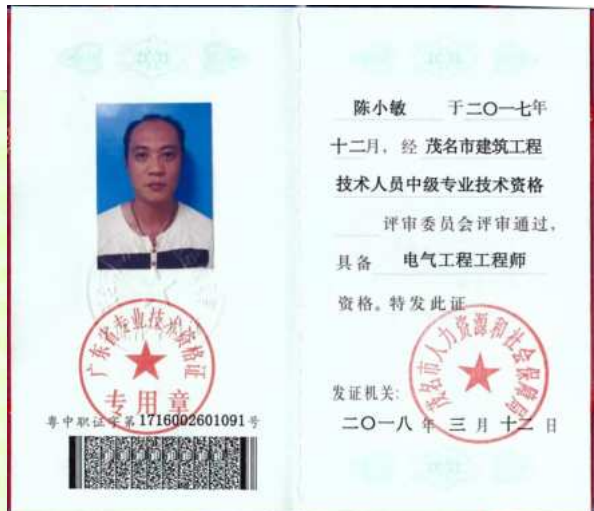 广东省专业技术资格证
专用章
粤中职证字第1716002601091号
陈小敏 于二〇一七年
十二月，经 茂名市建筑工程
技术人员中级专业技术资格
评审委员会评审通过，
具备 电气工程工程师
资格。特发此证
茂名市人力资源和社会保障局
发证机关:
二〇一八 年 三 月 十二 日